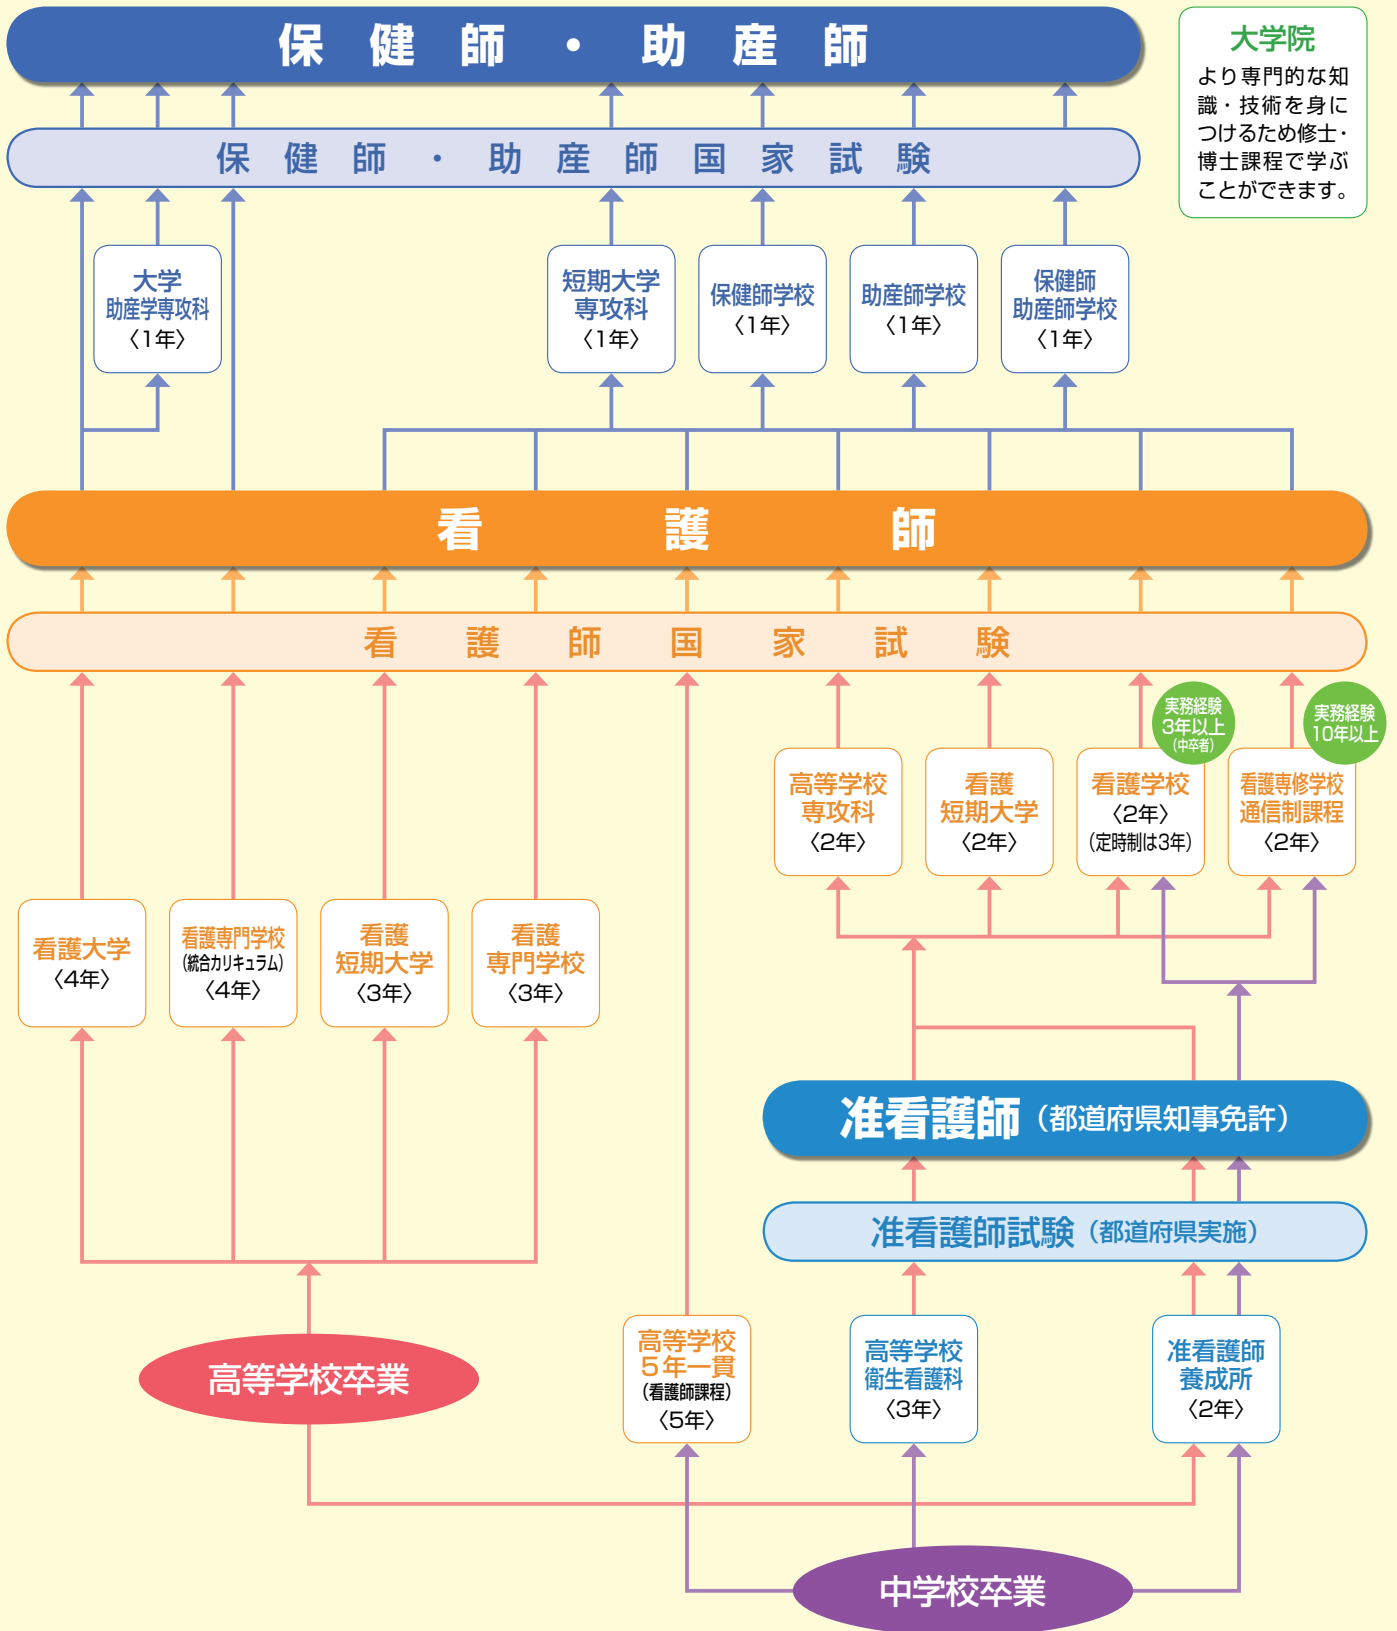 保健師・助産師
大学院
より専門的な知
識・技術を身に
つけるため修士・
博士課程で学ぶ
ことができます。
保健師・助産師国家試験
大学
助産学専攻科
〈1年〉
短期大学
専攻科
〈1年〉
保健師学校
〈1年〉
助産師学校
〈1年〉
保健師
助産師学校
〈1年〉
看護師
看護師国家試験
高等学校
専攻科
〈2年〉
看護
短期大学
〈2年〉
実務経験
3年以上
(中卒者)
看護学校
〈2年〉
(定時制は3年)
実務経験
10年以上
看護専修学校
通信制課程
〈2年〉
看護大学
〈4年〉
看護専門学校
(統合カリキュラム)
〈4年〉
看護
短期大学
〈3年〉
看護
専門学校
〈3年〉
准看護師（都道府県知事免許）
准看護師試験（都道府県実施）
高等学校卒業
高等学校
５年一貫
(看護師課程)
〈5年〉
高等学校
衛生看護科
〈3年〉
准看護師
養成所
〈2年〉
中学校卒業